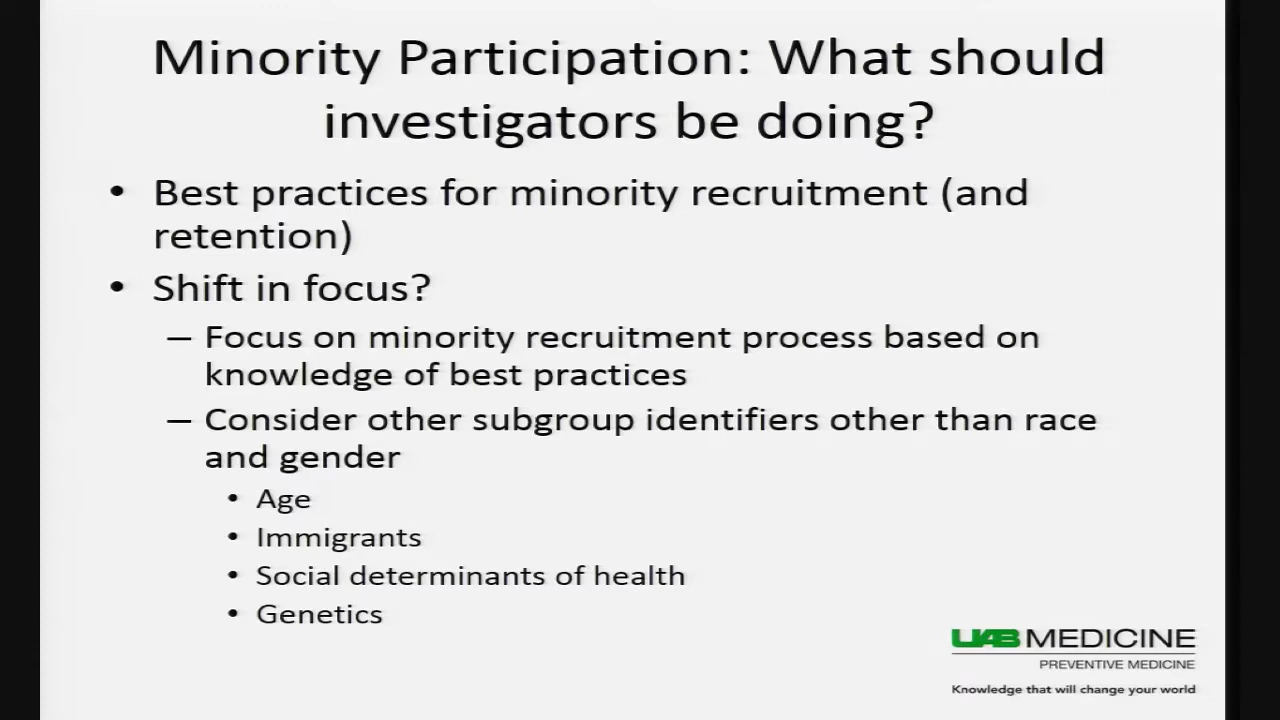 Minority Participation: What should
investigators be doing?
• Best practices for minority recruitment (and
retention)
• Shift in focus?
– Focus on minority recruitment process based on
knowledge of best practices
– Consider other subgroup identifiers other than race
and gender
• Age
• Immigrants
• Social determinants of health
• Genetics
UAB MEDICINE
PREVENTIVE MEDICINE
Knowledge that will change your world